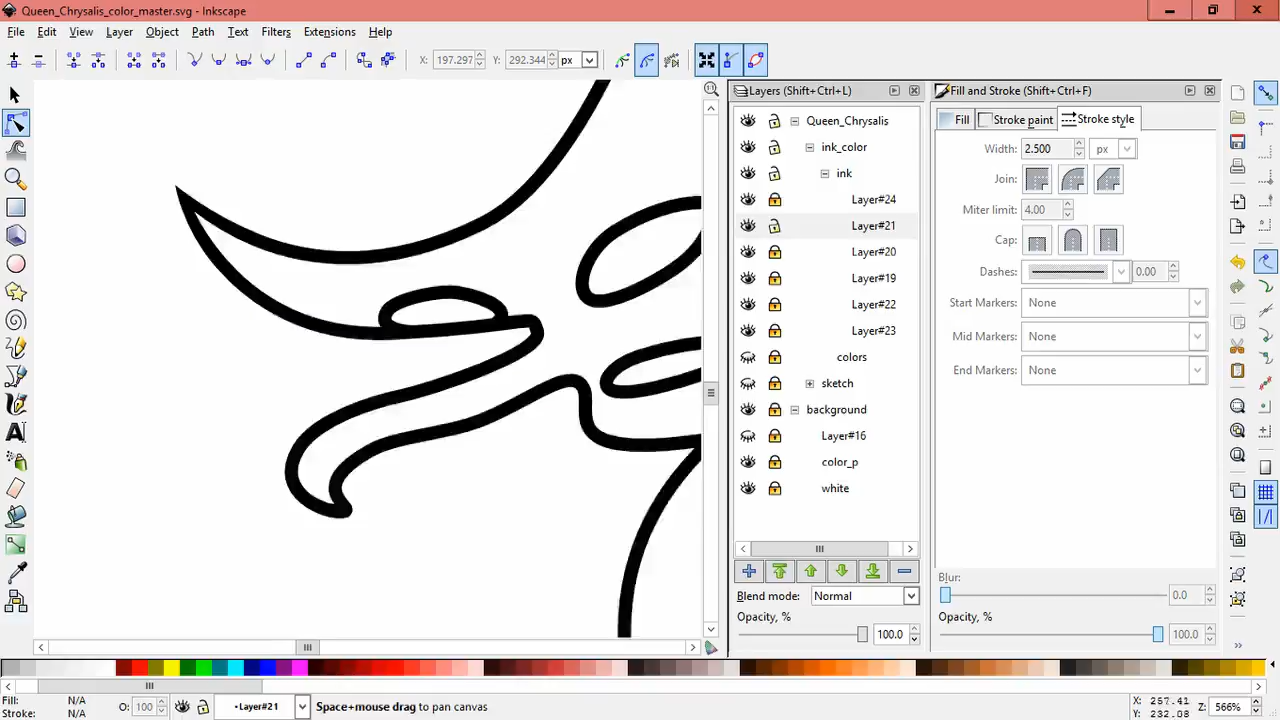 Queen_Chrysalis_color_master.svg - Inkscape
File Edit View Layer Object Path Filters Text Extensions Help
X: 197.297 Y: 292.344 px
Layers (Shift+Ctrl+L)
Queen_Chrysalis
ink_color
ink
Layer#24
Layer#21
Layer#20
Layer#19
Layer#22
Layer#23
colors
sketch
background
Layer#16
color_p
white
Blend mode: Normal
Opacity, % 100.0
Fill and Stroke (Shift+Ctrl+F)
Fill Stroke paint Stroke style
Width: 2.500 px
Join:
Miter limit: 4.00
Cap:
Dashes: 0.00
Start Markers: None
Mid Markers: None
End Markers: None
Blur: 0.0
Opacity, % 100.0
Fill: N/A
Stroke: N/A
O: 100
•Layer#21
Space+mouse drag to pan canvas
X: 257.41
Y: 232.08
Z: 566%